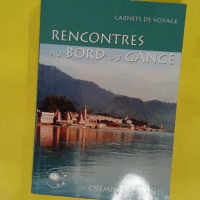 CARNETS DE VOYAGE
RENCONTRES
AU BORD DU GANGE